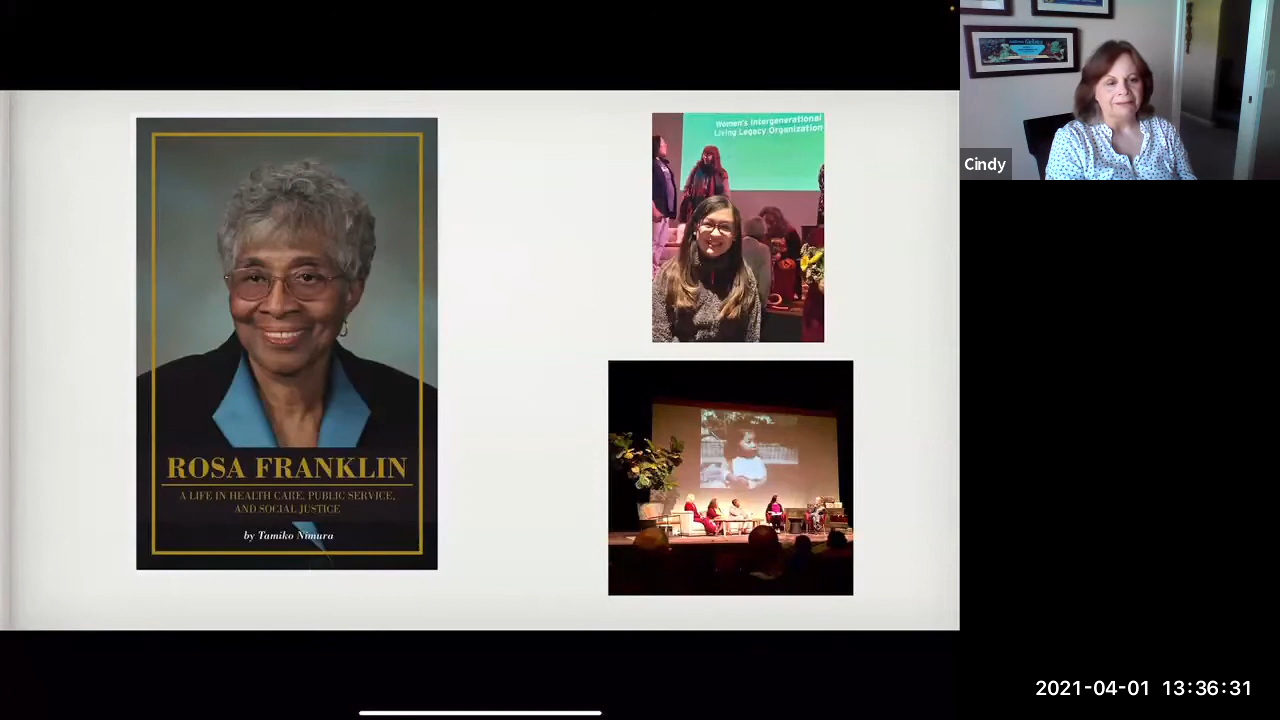 ROSA FRANKLIN
A LIFE IN HEALTH CARE, PUBLIC SERVICE,
AND SOCIAL JUSTICE
by Tamiko Nimura
Women's Intergenerational
Living Legacy Organization
Cindy
2021-04-01 13:36:31